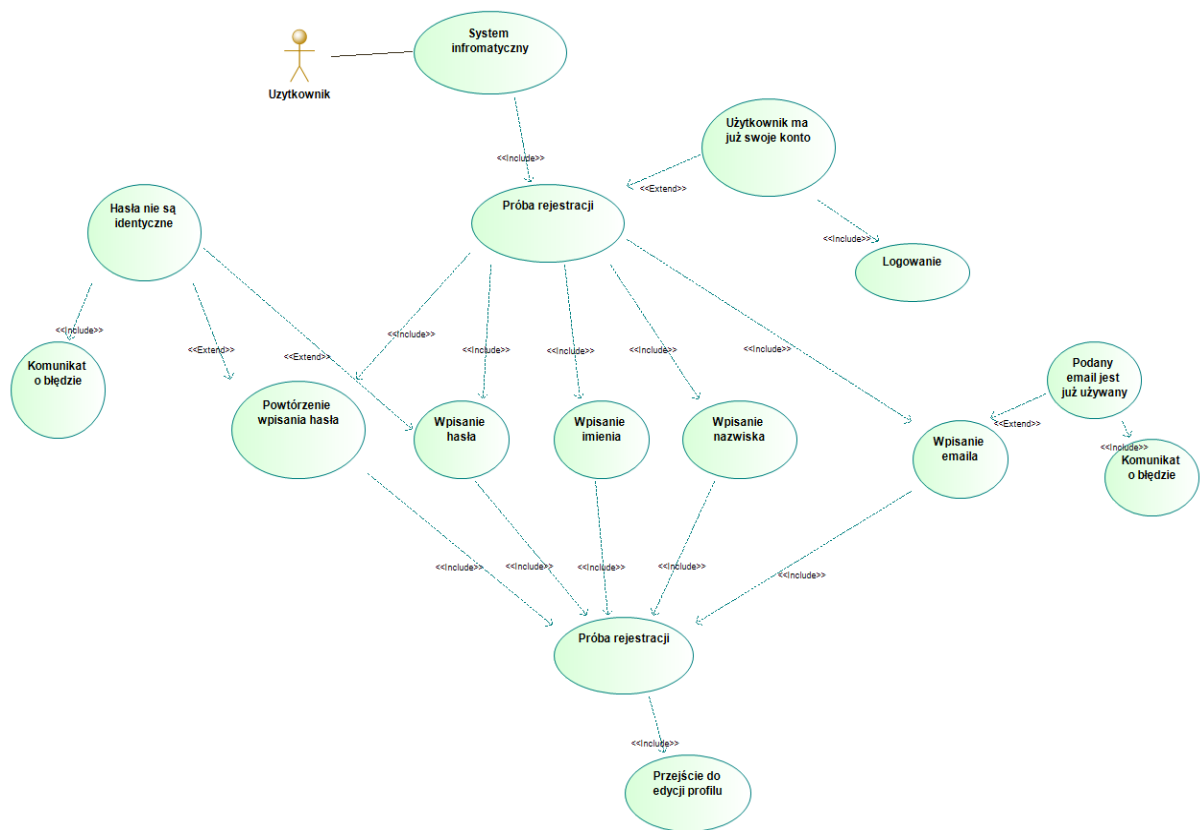 System
infromatyczny
Uzytkownik
Użytkownik ma
już swoje konto
<<Include>>
<<Extend>>
Próba rejestracji
Hasła nie są
identyczne
<<Include>>
Logowanie
<<Include>>
<<Extend>>
<<Extend>>
<<Include>>
<<Include>>
<<Include>>
<<Include>>
<<Include>>
Komunikat
o błędzie
Powtórzenie
wpisania hasła
Wpisanie
hasła
Wpisanie
imienia
Wpisanie
nazwiska
Wpisanie
emaila
Podany
email jest
już używany
<<Extend>>
<<Include>>
Komunikat
o błędzie
<<Include>>
<<Include>>
<<Include>>
<<Include>>
<<Include>>
Próba rejestracji
<<Include>>
Przejście do
edycji profilu